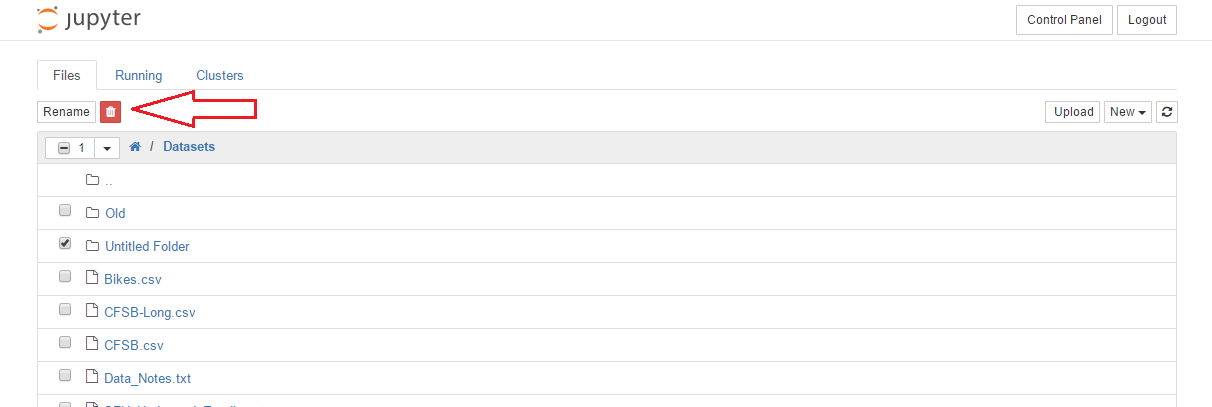 jupyter
Control Panel
Logout
Files
Running
Clusters
Rename
Upload
New
1
/ Datasets
..
Old
Untitled Folder
Bikes.csv
CFSB-Long.csv
CFSB.csv
Data_Notes.txt